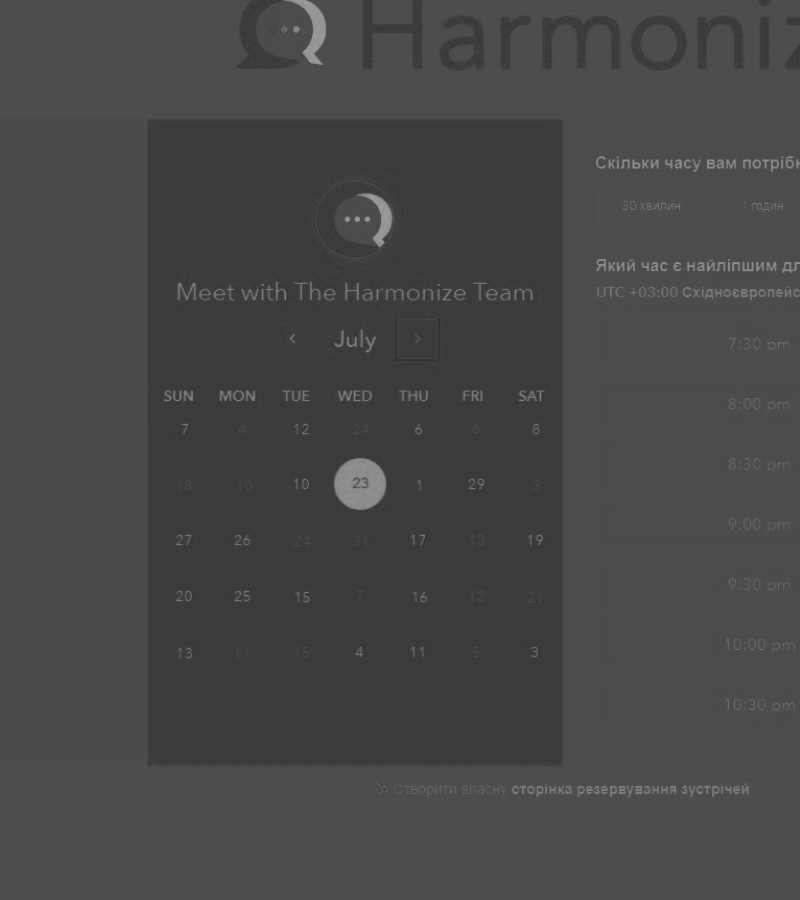 Harmoniz
Скільки часу вам потрібн
30 хвилин 1 годин
Meet with The Harmonize Team
Який час є найліпшим дл
UTC +03:00 Східноєвропейс
July
7:30 pm
SUN MON TUE WED THU FRI SAT
7 4 12 24 6 6 8
8:00 pm
8:30 pm
18 10 10 23 1 29 3
9:00 pm
27 26 24 31 17 13 19
9:30 pm
20 25 15 7 16 12 21
10:00 pm
13 11 15 4 11 5 3
10:30 pm
Створити власну сторінка резервування зустрічей